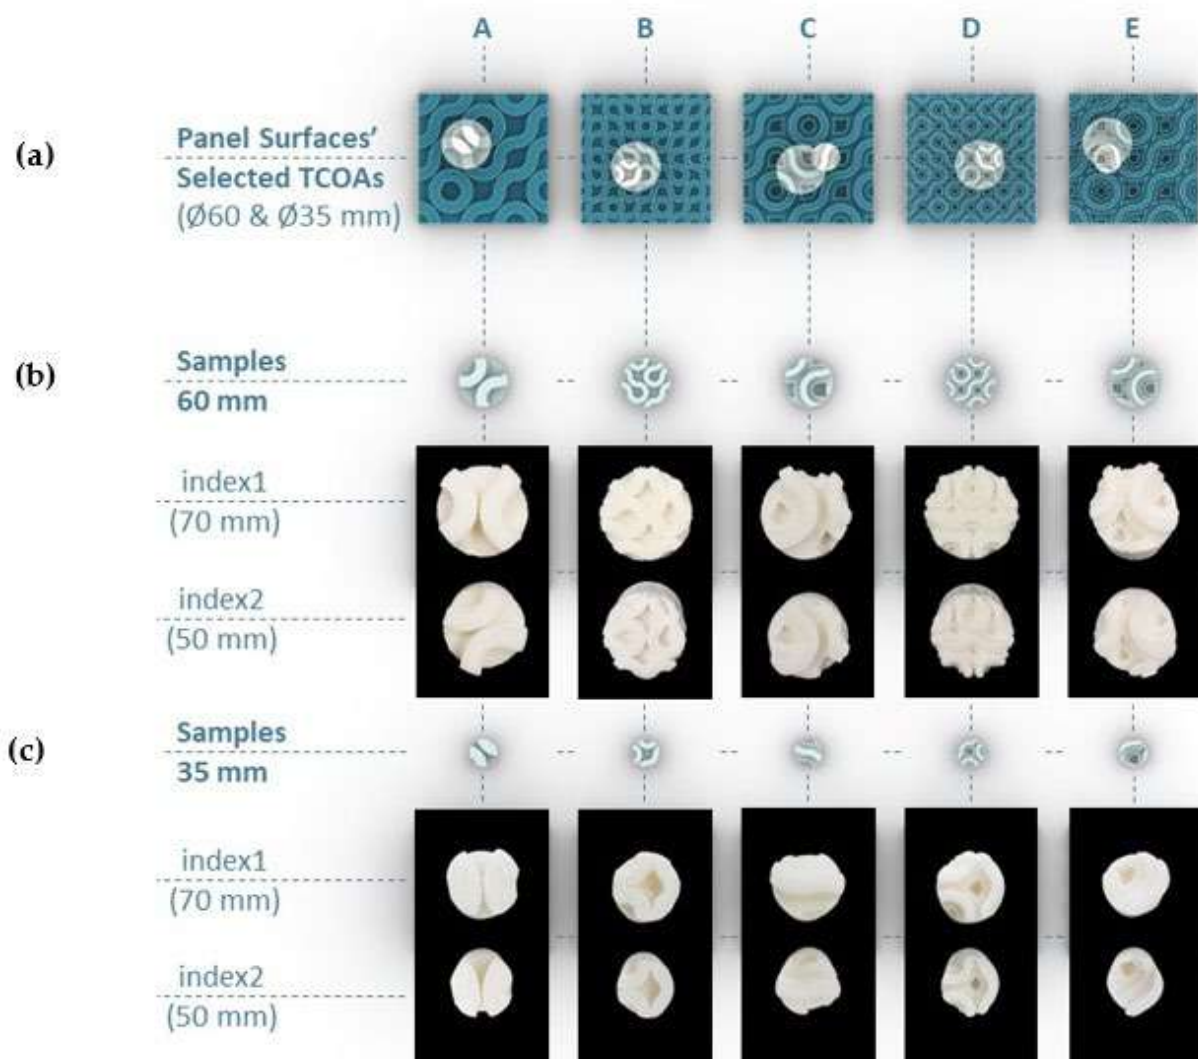 A B C D E
(a)
Panel Surfaces'
Selected TCOAs
(Ø60 & Ø35 mm)
(b)
Samples
60 mm
index1
(70 mm)
index2
(50 mm)
(c)
Samples
35 mm
index1
(70 mm)
index2
(50 mm)